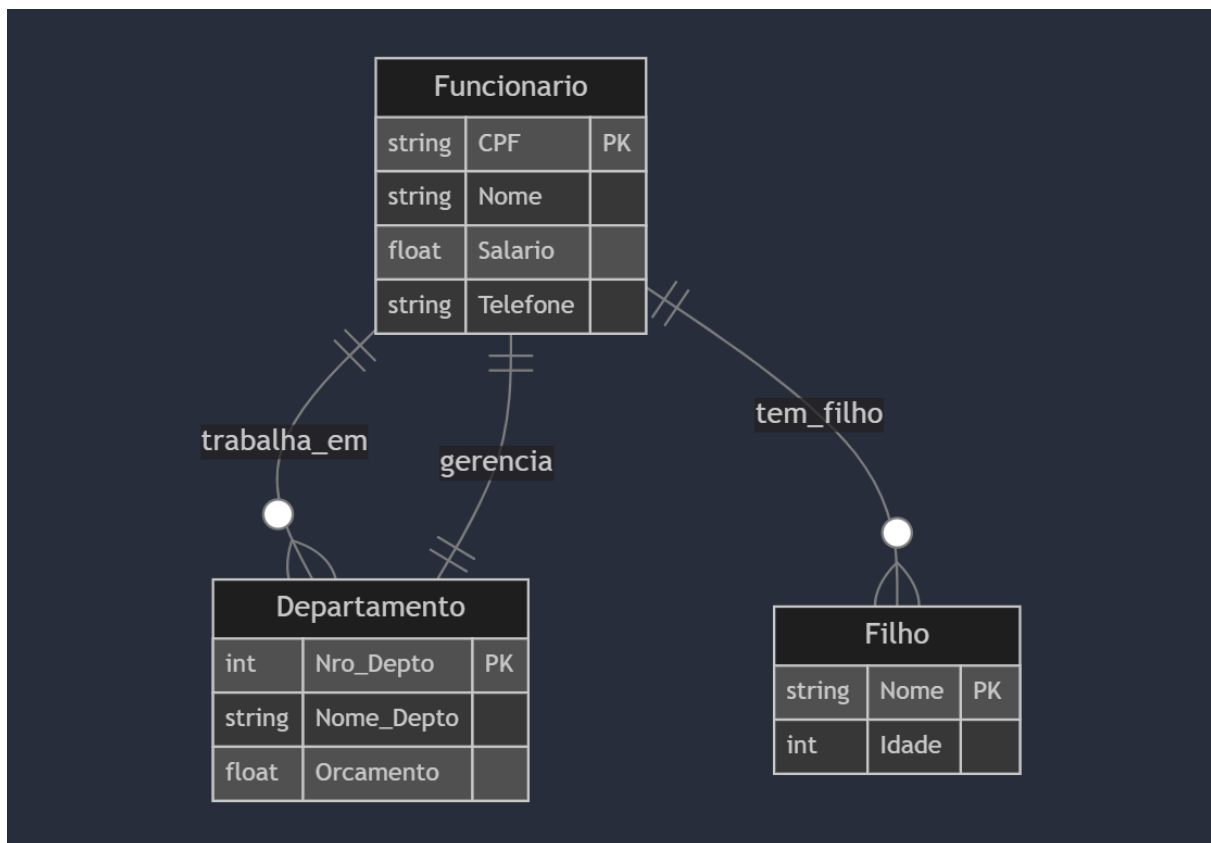 Funcionario
string CPF PK
string Nome
float Salario
string Telefone
trabalha_em
gerencia
tem_filho
Departamento
int Nro_Depto PK
string Nome_Depto
float Orcamento
Filho
string Nome PK
int Idade